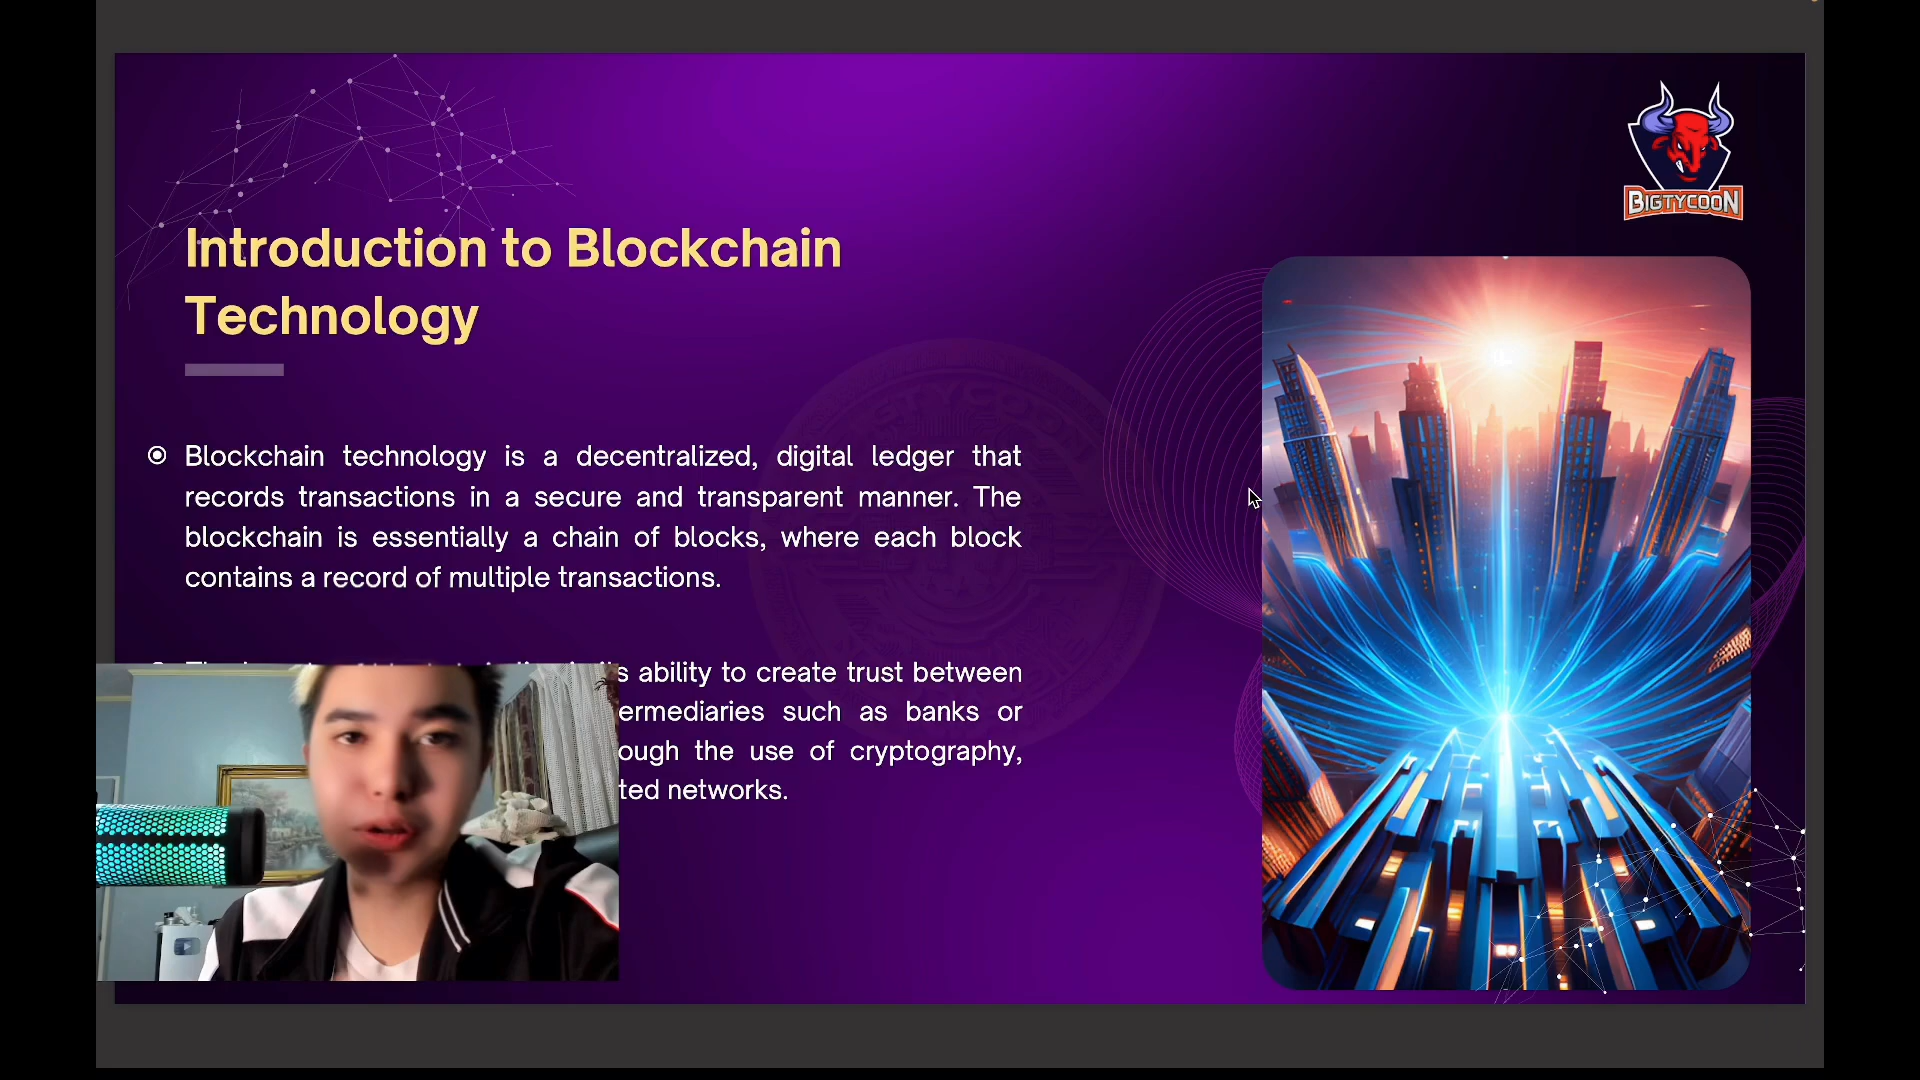 BIGTYCOON
Introduction to Blockchain
Technology
Blockchain technology is a decentralized, digital ledger that
records transactions in a secure and transparent manner. The
blockchain is essentially a chain of blocks, where each block
contains a record of multiple transactions.
ability to create trust between
ermediaries such as banks or
ough the use of cryptography,
ted networks.